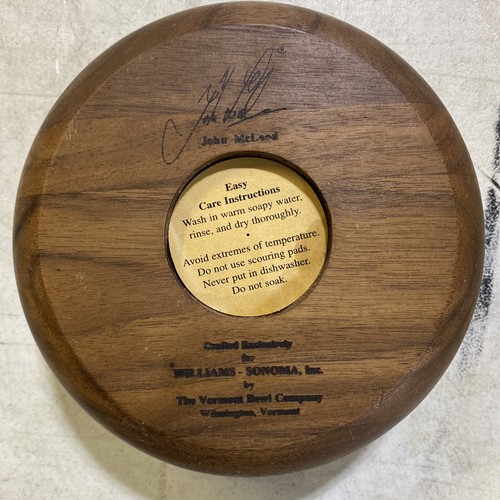 John McLeod
Easy
Care Instructions
Wash in warm soapy water,
rinse, and dry thoroughly.
•
Avoid extremes of temperature.
Do not use scouring pads.
Never put in dishwasher.
Do not soak.
Crafted Exclusively
for
WILLIAMS - SONOMA, Inc.
by
The Vermont Bowl Company
Wilmington, Vermont